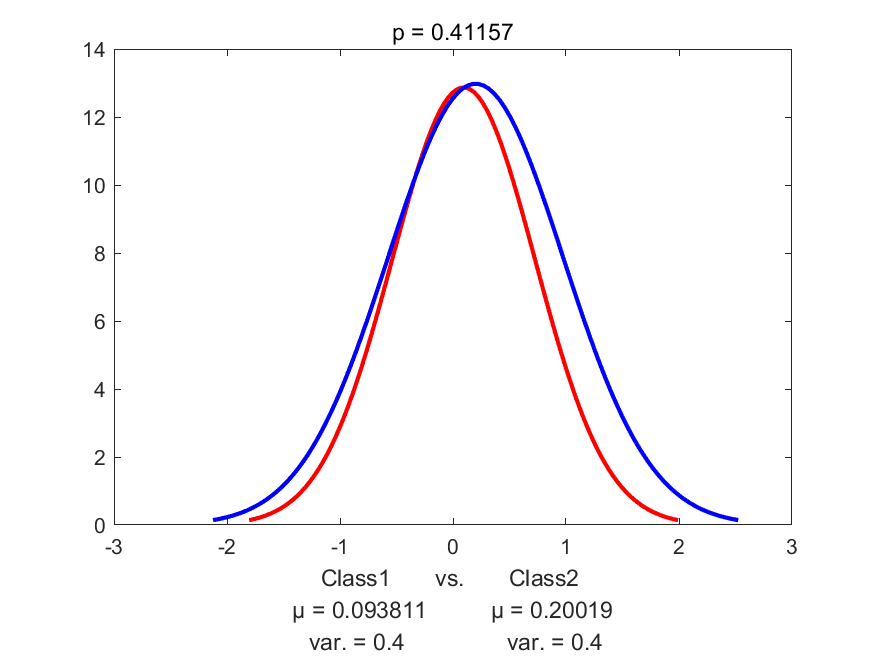 p = 0.41157
14
12
10
8
6
4
2
0
-3 -2 -1 0 1 2 3
Class1 vs. Class2
μ = 0.093811 μ = 0.20019
var. = 0.4 var. = 0.4